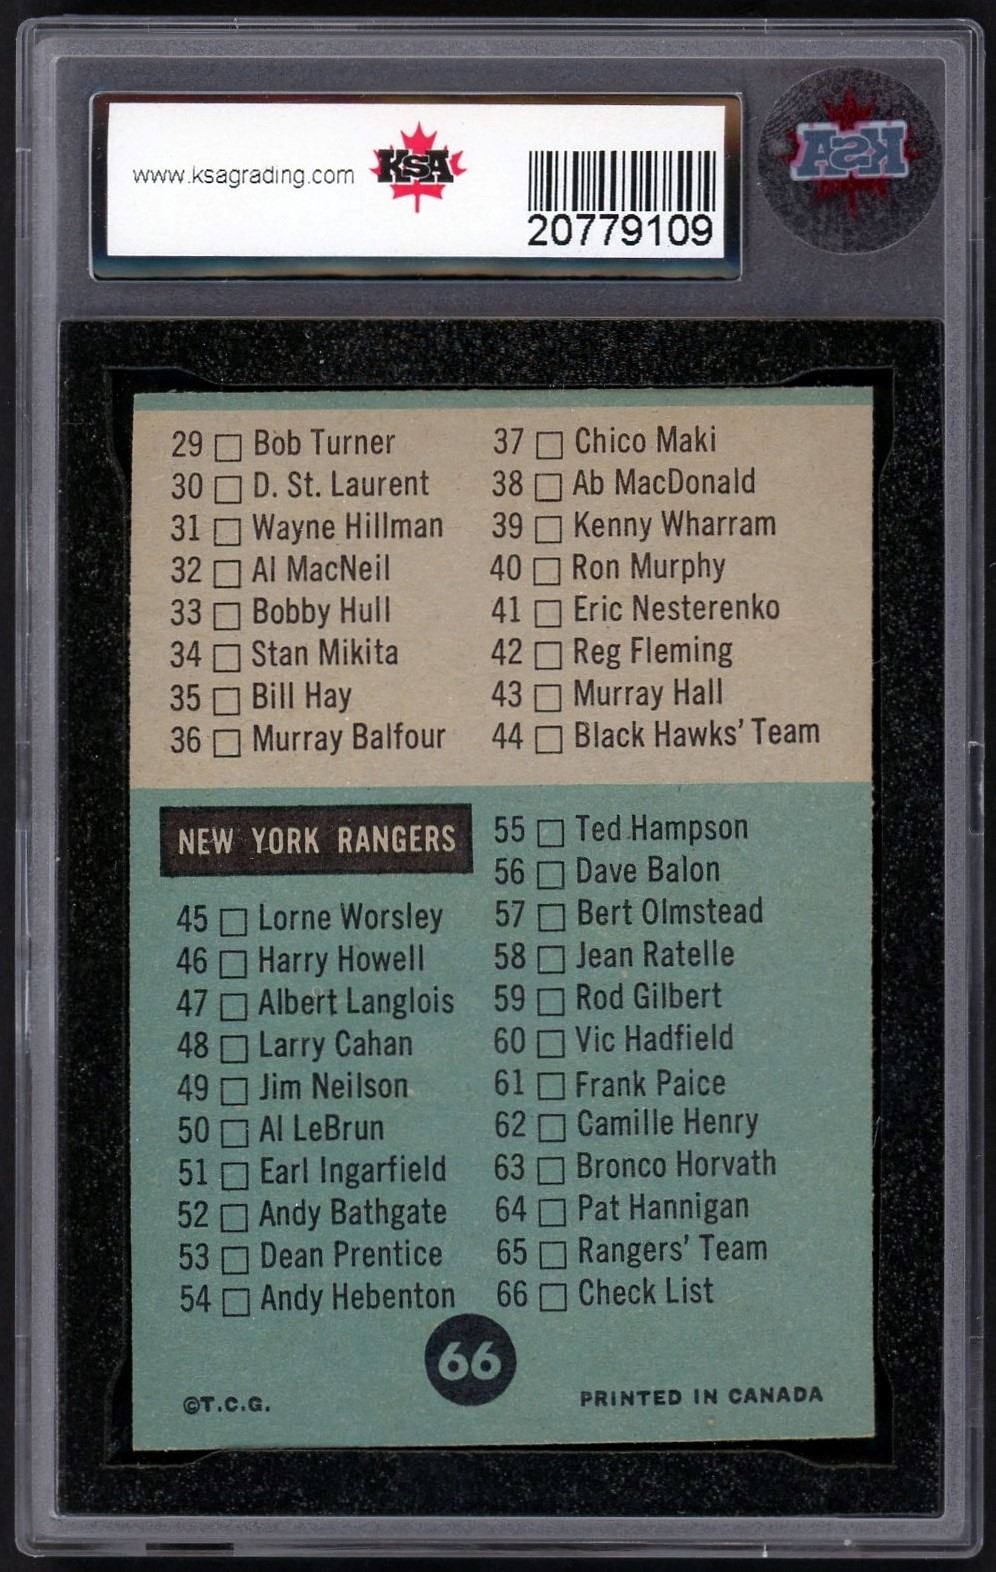 www.ksagrading.com
KSA
20779109
KSA
29 Bob Turner
30 D. St. Laurent
31 Wayne Hillman
32 Al MacNeil
33 Bobby Hull
34 Stan Mikita
35 Bill Hay
36 Murray Balfour
37 Chico Maki
38 Ab MacDonald
39 Kenny Wharram
40 Ron Murphy
41 Eric Nesterenko
42 Reg Fleming
43 Murray Hall
44 Black Hawks' Team
NEW YORK RANGERS
45 Lorne Worsley
46 Harry Howell
47 Albert Langlois
48 Larry Cahan
49 Jim Neilson
50 Al LeBrun
51 Earl Ingarfield
52 Andy Bathgate
53 Dean Prentice
54 Andy Hebenton
55 Ted Hampson
56 Dave Balon
57 Bert Olmstead
58 Jean Ratelle
59 Rod Gilbert
60 Vic Hadfield
61 Frank Paice
62 Camille Henry
63 Bronco Horvath
64 Pat Hannigan
65 Rangers' Team
66 Check List
66
©T.C.G.
PRINTED IN CANADA